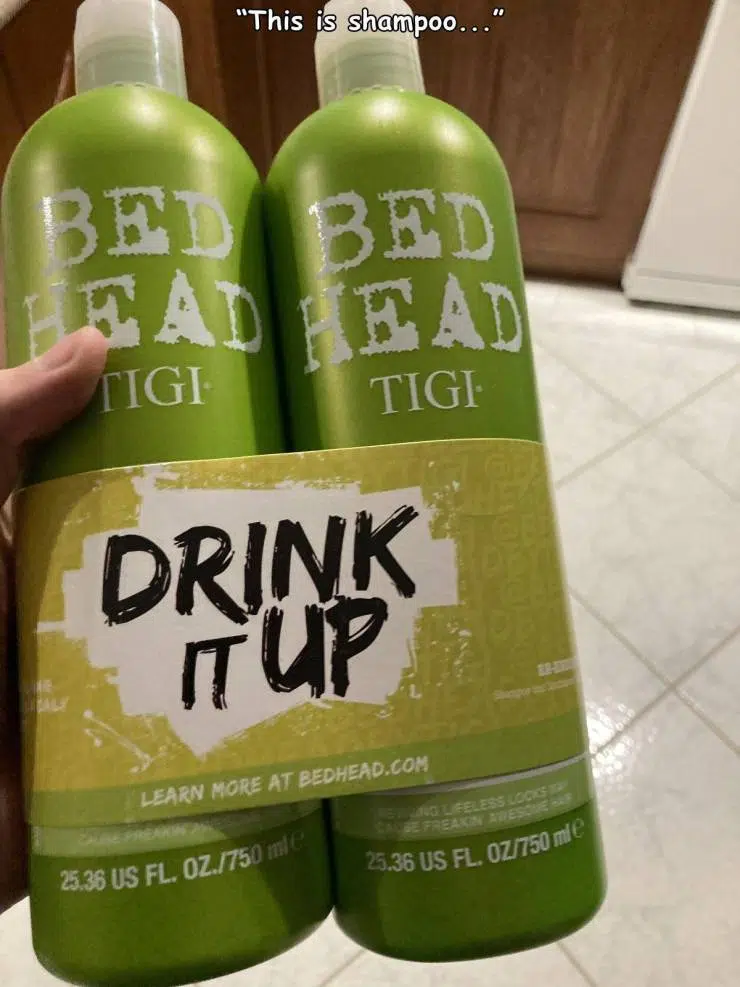 "This is shampoo..."
BED
HEAD
TIGI
BED
HEAD
TIGI
DRINK
IT UP
LEARN MORE AT BEDHEAD.COM
LIFELESS LOCKS MAY
CAUSE FREAKIN AWESOME HAIR
25.36 US FL. OZ./750 ml e
25.36 US FL. OZ/750 ml e